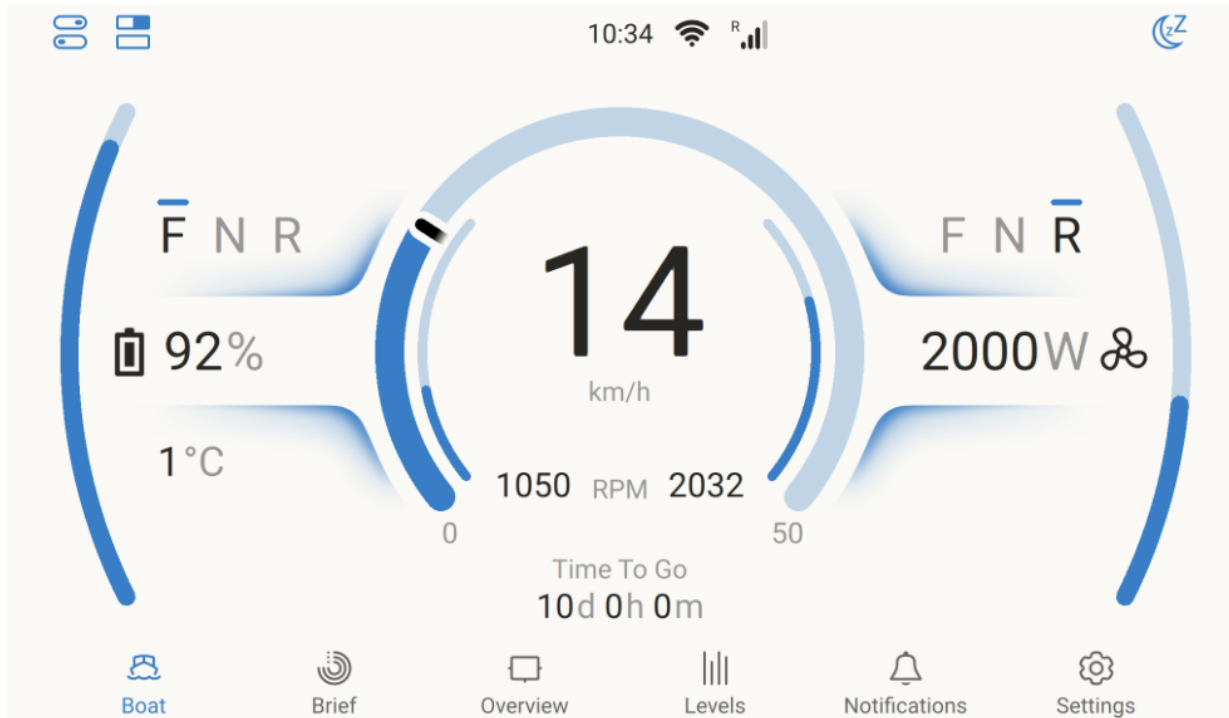 10:34 R
zZ
F N R
F N R
14
92%
2000W
km/h
1°C
1050 RPM 2032
0
50
Time To Go
10d 0h 0m
Boat
Brief
Overview
Levels
Notifications
Settings